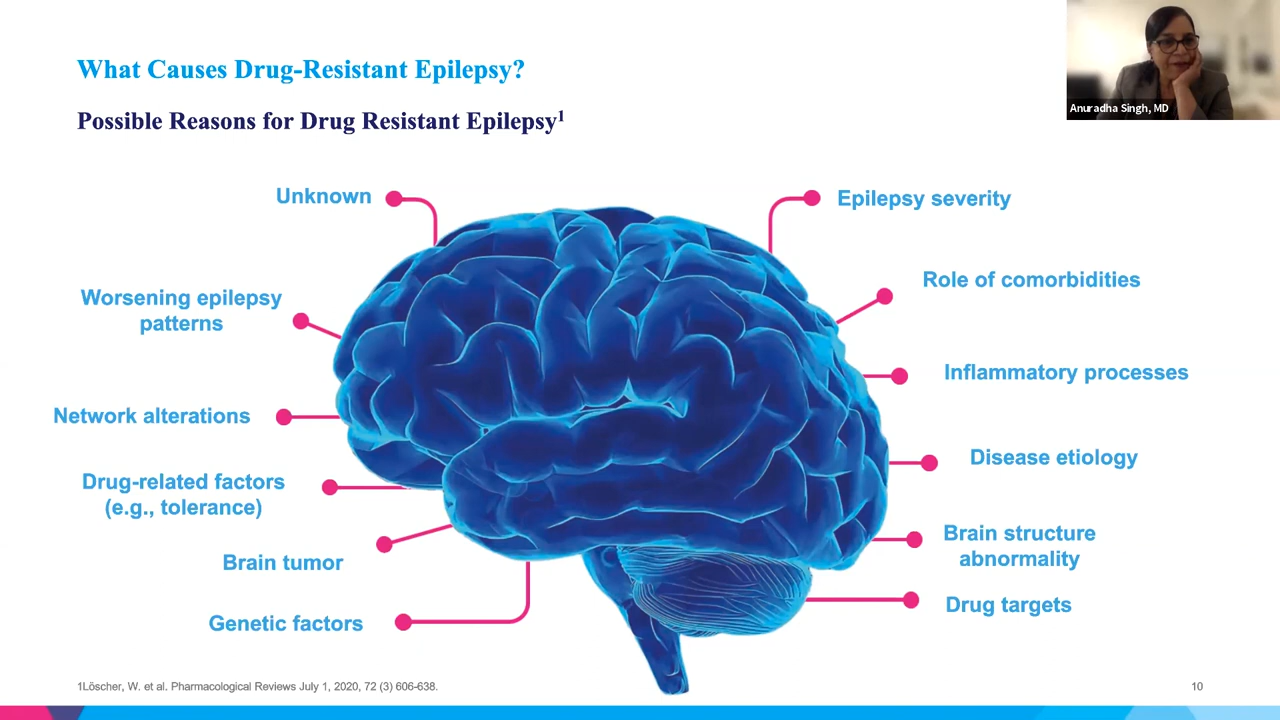 What Causes Drug-Resistant Epilepsy?
Possible Reasons for Drug Resistant Epilepsy1
Anuradha Singh, MD
Unknown
Worsening epilepsy
patterns
Network alterations
Drug-related factors
(e.g., tolerance)
Brain tumor
Genetic factors
Epilepsy severity
Role of comorbidities
Inflammatory processes
Disease etiology
Brain structure
abnormality
Drug targets
1Löscher, W. et al. Pharmacological Reviews July 1, 2020, 72 (3) 606-638.
10